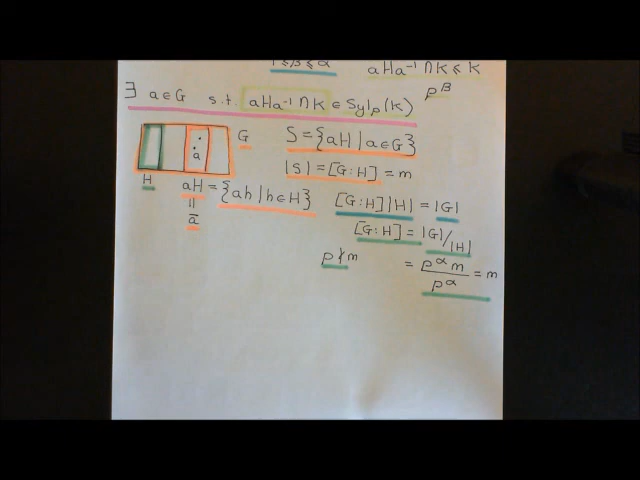 1 ≤ β ≤ α aHa⁻¹ ∩ K ≤ K
p^β
∃ a ∈ G s.t. aHa⁻¹ ∩ K ∈ Sylp(K)
G S = {aH | a ∈ G}
a
|S| = [G:H] = m
H aH = {ah | h ∈ H} [G:H]|H| = |G|
||
ā [G:H] = |G|/|H|
p ∤ m = p^α m / p^α = m